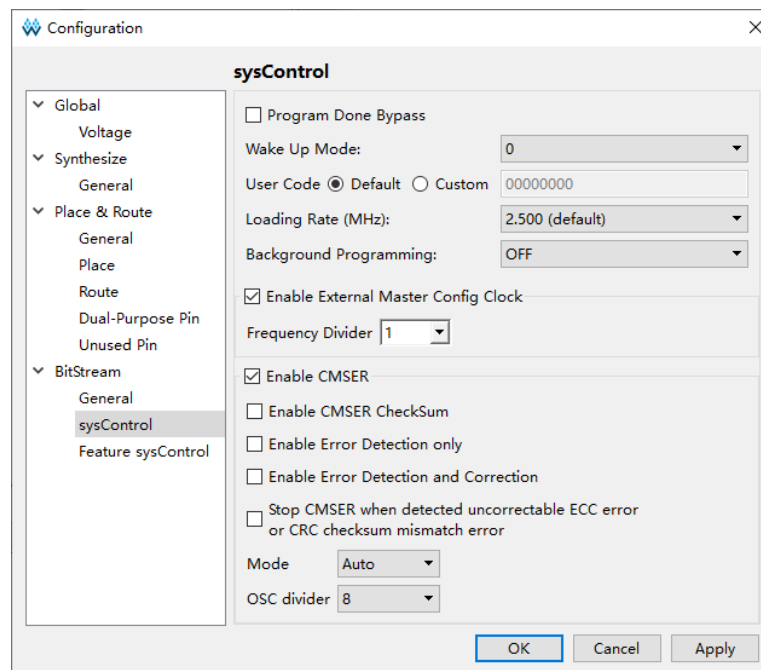 Configuration
sysControl
Global
Voltage
Synthesize
General
Place & Route
General
Place
Route
Dual-Purpose Pin
Unused Pin
BitStream
General
sysControl
Feature sysControl
Program Done Bypass
Wake Up Mode: 0
User Code Default Custom 00000000
Loading Rate (MHz): 2.500 (default)
Background Programming: OFF
Enable External Master Config Clock
Frequency Divider 1
Enable CMSER
Enable CMSER CheckSum
Enable Error Detection only
Enable Error Detection and Correction
Stop CMSER when detected uncorrectable ECC error
or CRC checksum mismatch error
Mode Auto
OSC divider 8
OK Cancel Apply